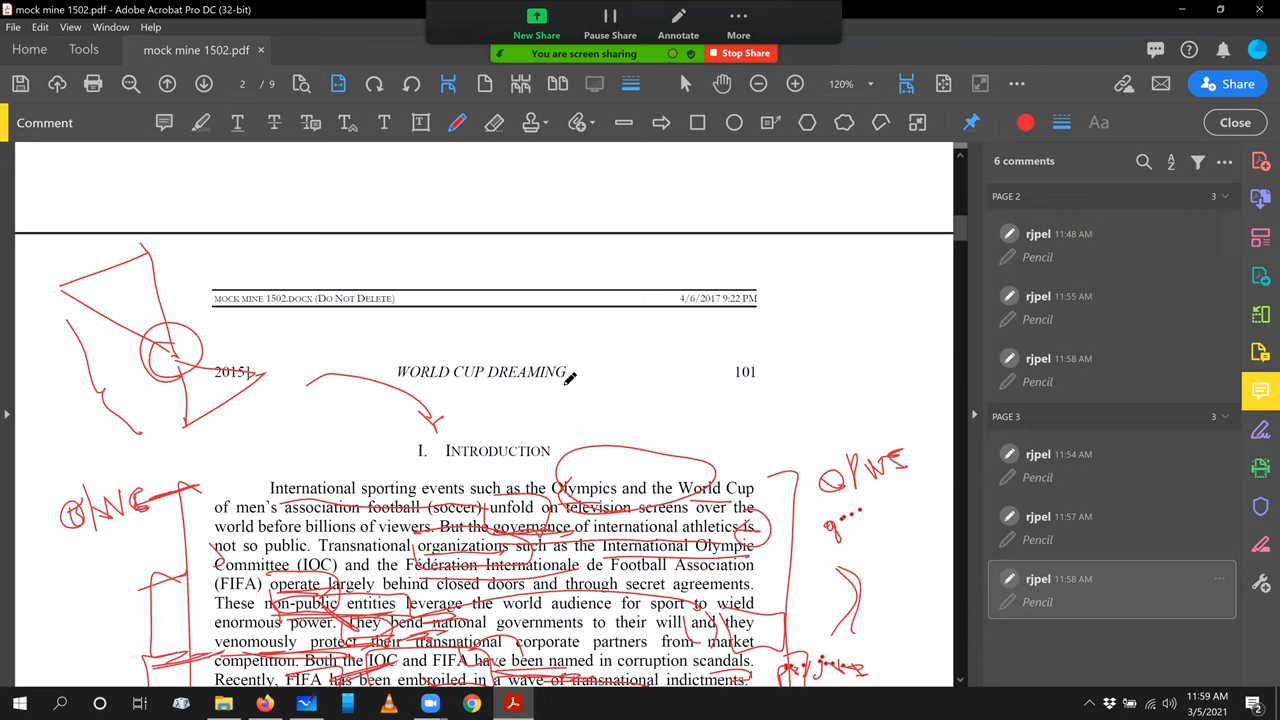 mock mine 1502.pdf - Adobe Acrobat Pro DC (32-bit)
File Edit View Window Help
New Share Pause Share Annotate More
You are screen sharing Stop Share
Home Tools mock mine 1502.pdf ×
2 / 9 120% Share
Comment Aa Close
6 comments
PAGE 2 3
rjpel 11:48 AM
Pencil
rjpel 11:55 AM
Pencil
rjpel 11:58 AM
Pencil
PAGE 3 3
rjpel 11:54 AM
Pencil
rjpel 11:57 AM
Pencil
rjpel 11:58 AM
Pencil
MOCK MINE 1502.DOCX (DO NOT DELETE) 4/6/2017 9:22 PM
2015] WORLD CUP DREAMING 101
I. INTRODUCTION
International sporting events such as the Olympics and the World Cup
of men's association football (soccer) unfold on television screens over the
world before billions of viewers. But the governance of international athletics is
not so public. Transnational organizations such as the International Olympic
Committee (IOC) and the Fédération Internationale de Football Association
(FIFA) operate largely behind closed doors and through secret agreements.
These non-public entities leverage the world audience for sport to wield
enormous power. They bend national governments to their will and they
venomously protect their transnational corporate partners from market
competition. Both the IOC and FIFA have been named in corruption scandals.
Recently, FIFA has been embroiled in a wave of transnational indictments.
11:59 AM
3/5/2021
2